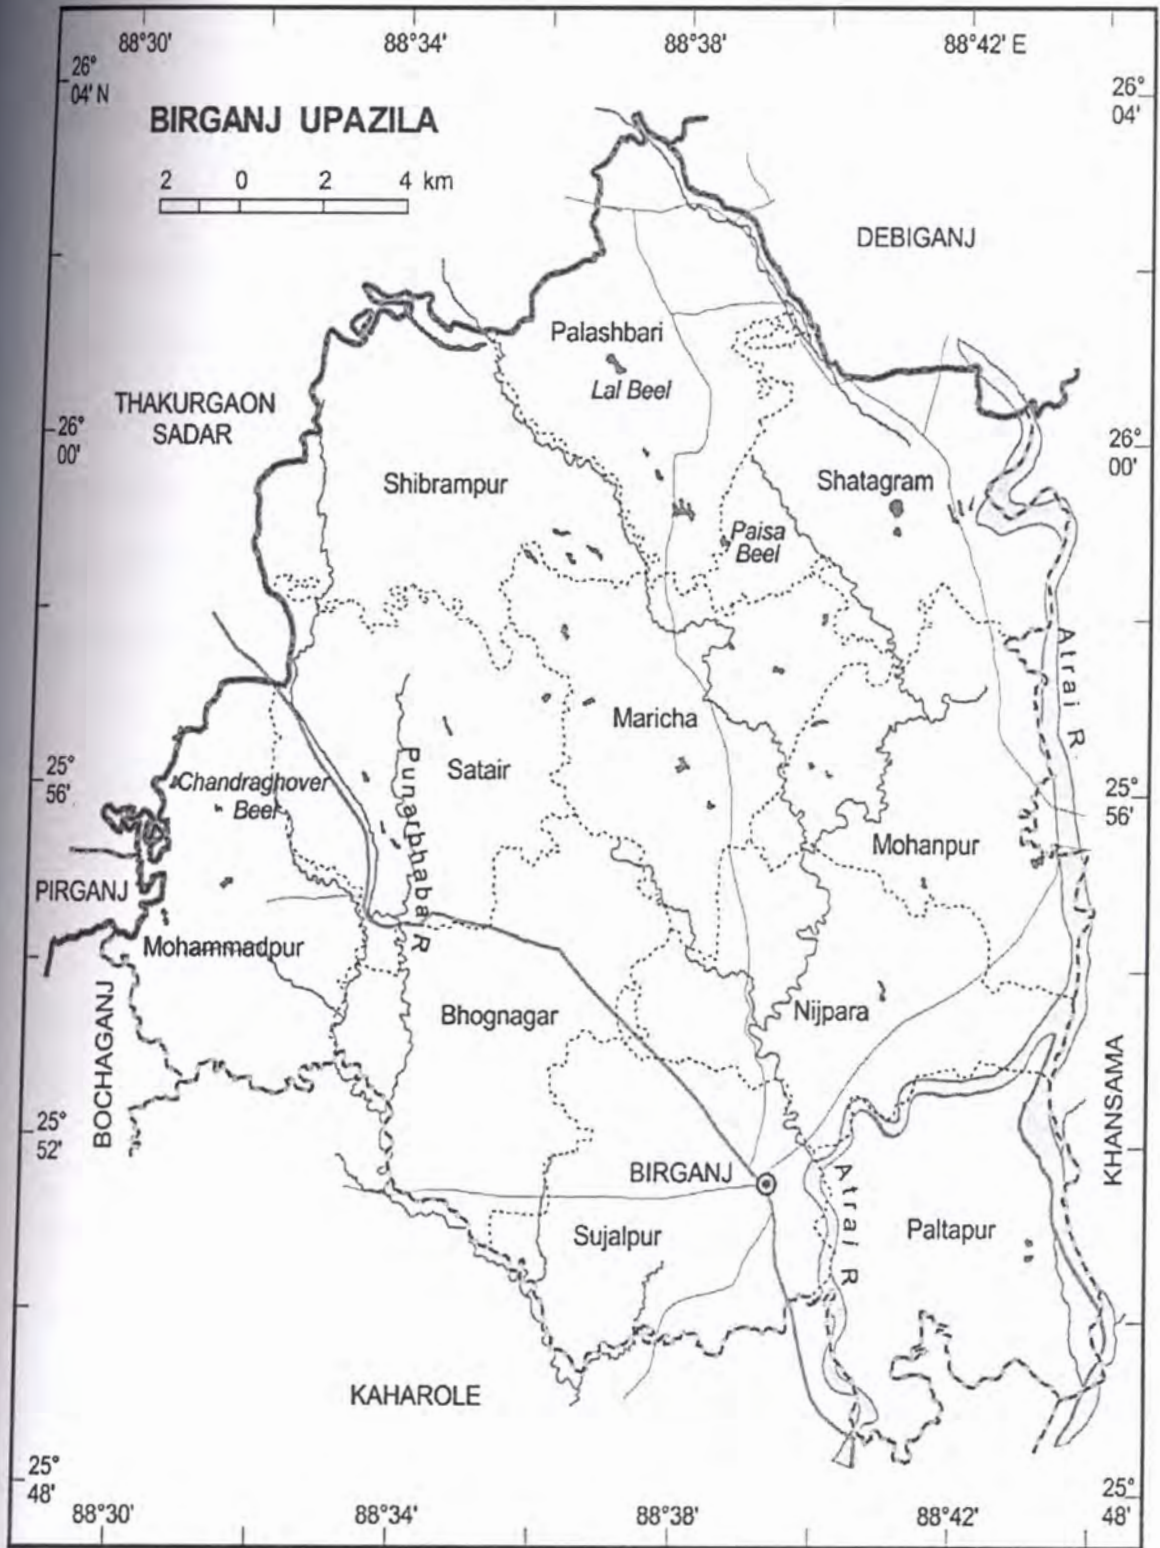 88°30'
88°34'
88°38'
88°42' E
26°
04' N
26°
04'
BIRGANJ UPAZILA
2 0 2 4 km
DEBIGANJ
Palashbari
Lal Beel
THAKURGAON
SADAR
26°
00'
26°
00'
Shibrampur
Shatagram
Paisa
Beel
Atrai R
Maricha
Satair
Punarbhaba R
Chandraghover
Beel
25°
56'
25°
56'
Mohanpur
PIRGANJ
Mohammadpur
Bhognagar
Nijpara
BOCHAGANJ
KHANSAMA
25°
52'
BIRGANJ
Atrai R
Sujalpur
Paltapur
KAHAROLE
25°
48'
25°
48'
88°30'
88°34'
88°38'
88°42'